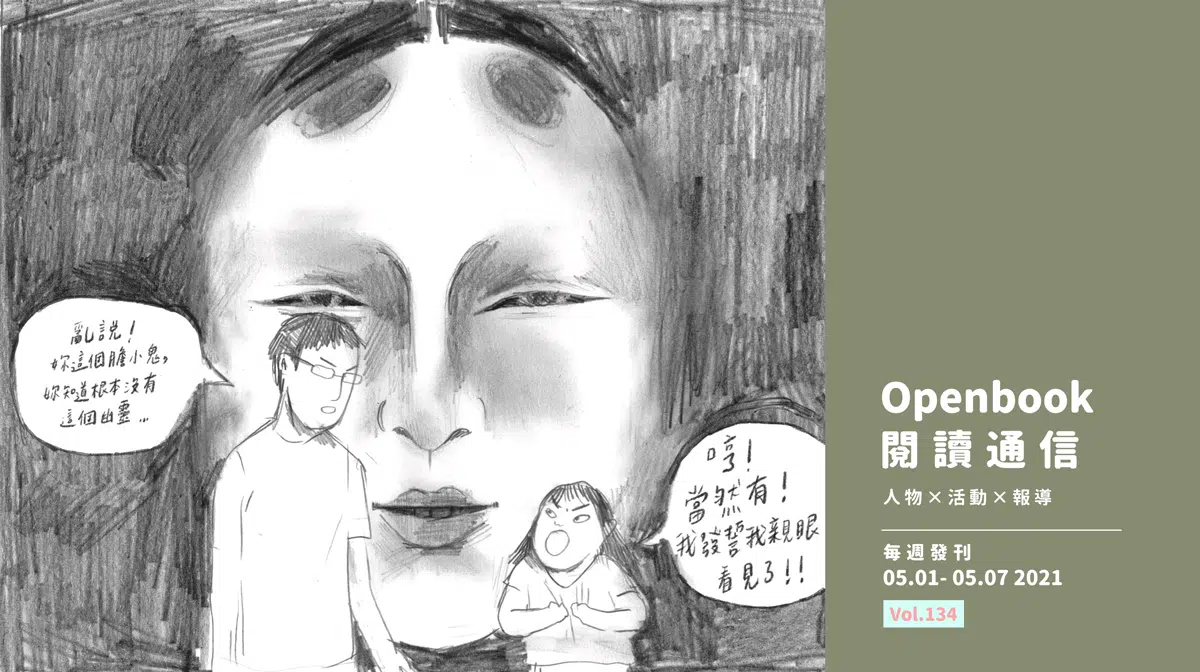 亂說！
妳這個膽小鬼，
妳知道根本沒有
這個幽靈...
哼！
當然有！
我發誓我親眼
看見了！！
Openbook
閱讀通信
人物×活動×報導
每週發刊
05.01- 05.07 2021
Vol.134